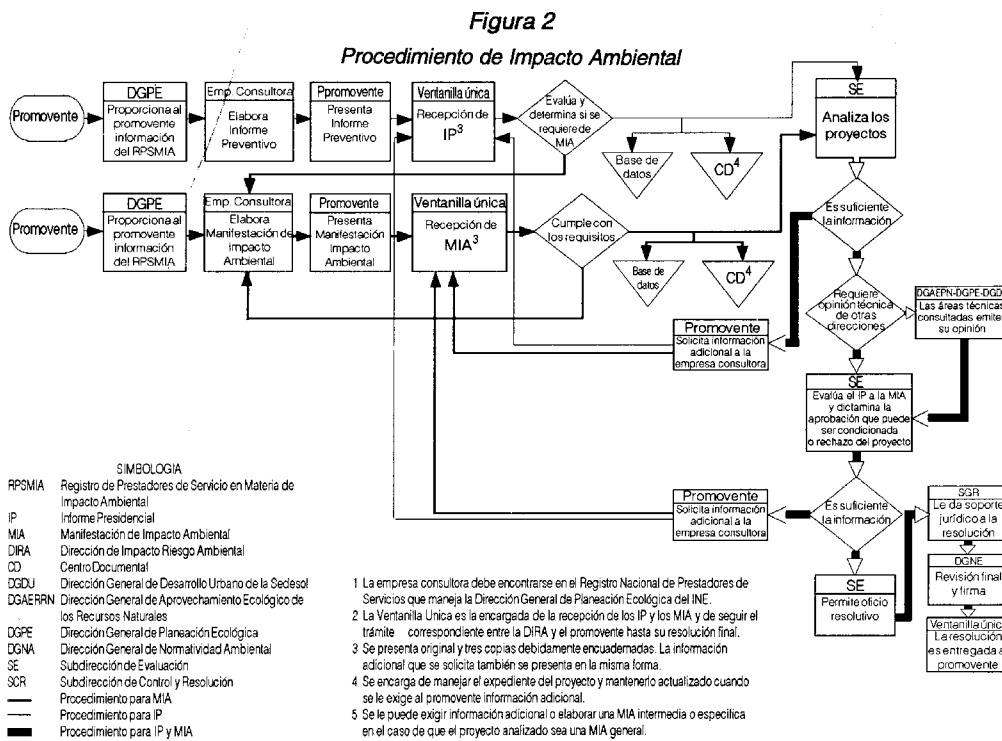 Figura 2
Procedimiento de Impacto Ambiental
Promovente
DGPE
Proporciona al
promovente
información
del RPSMIA
Emp. Consultora
Elabora
Informe
Preventivo
Ppromovente
Presenta
Informe
Preventivo
Ventanilla única
Recepción de
IP³
Evalúa y
determina si se
requiere de
MIA
Base de
datos
CD⁴
SE
Analiza los
proyectos
Promovente
DGPE
Proporciona al
promovente
información
del RPSMIA
Emp. Consultora
Elabora
Manifestación de
Impacto
Ambiental
Promovente
Presenta
Manifestación
Impacto
Ambiental)
Ventanilla única
Recepción de
MIA³
Cumple con
los requisitos
Base de
datos
CD⁴
Es suficiente
la información
Requiere
opinión técnica
de otras
direcciones
DGAEPN-DGPE-DGD
Las áreas técnicas
consultadas emiten
su opinión
Promovente
Solicita información
adicional a la
empresa consultora
SE
Evalúa el IP a la MIA
y dictamina la
aprobación que puede
ser condicionada
o rechazo del proyecto
Promovente
Solicita información
adicional a la
empresa consultora
Es suficiente
la información
SGR
Le da soporte
jurídico a la
resolución
DGNE
Revisión final
y firma
Ventanilla única
La resolución
es entregada a
promovente
SE
Permite oficio
resolutivo
SIMBOLOGIA
RPSMIA Registro de Prestadores de Servicio en Materia de
Impacto Ambiental
IP Informe Presidencial
MIA Manifestación de Impacto Ambiental
DIRA Dirección de Impacto Riesgo Ambiental
CD Centro Documental
DGDU Dirección General de Desarrollo Urbano de la Sedesol
DGAERRN Dirección General de Aprovechamiento Ecológico de
los Recursos Naturales
DGPE Dirección General de Planeación Ecológica
DGNA Dirección General de Normatividad Ambiental
SE Subdirección de Evaluación
SCR Subdirección de Control y Resolución
Procedimiento para MIA
Procedimiento para IP
Procedimiento para IP y MIA
1 La empresa consultora debe encontrarse en el Registro Nacional de Prestadores de
Servicios que maneja la Dirección General de Planeación Ecológica del INE.
2 La Ventanilla Unica es la encargada de la recepción de los IP y los MIA y de seguir el
trámite correspondiente entre la DIRA y el promovente hasta su resolución final.
3 Se presenta original y tres copias debidamente encuadernadas. La información
adicional que se solicita también se presenta en la misma forma.
4 Se encarga de manejar el expediente del proyecto y mantenerlo actualizado cuando
se le exige al promovente información adicional.
5 Se le puede exigir información adicional o elaborar una MIA intermedia o específica
en el caso de que el proyecto analizado sea una MIA general.